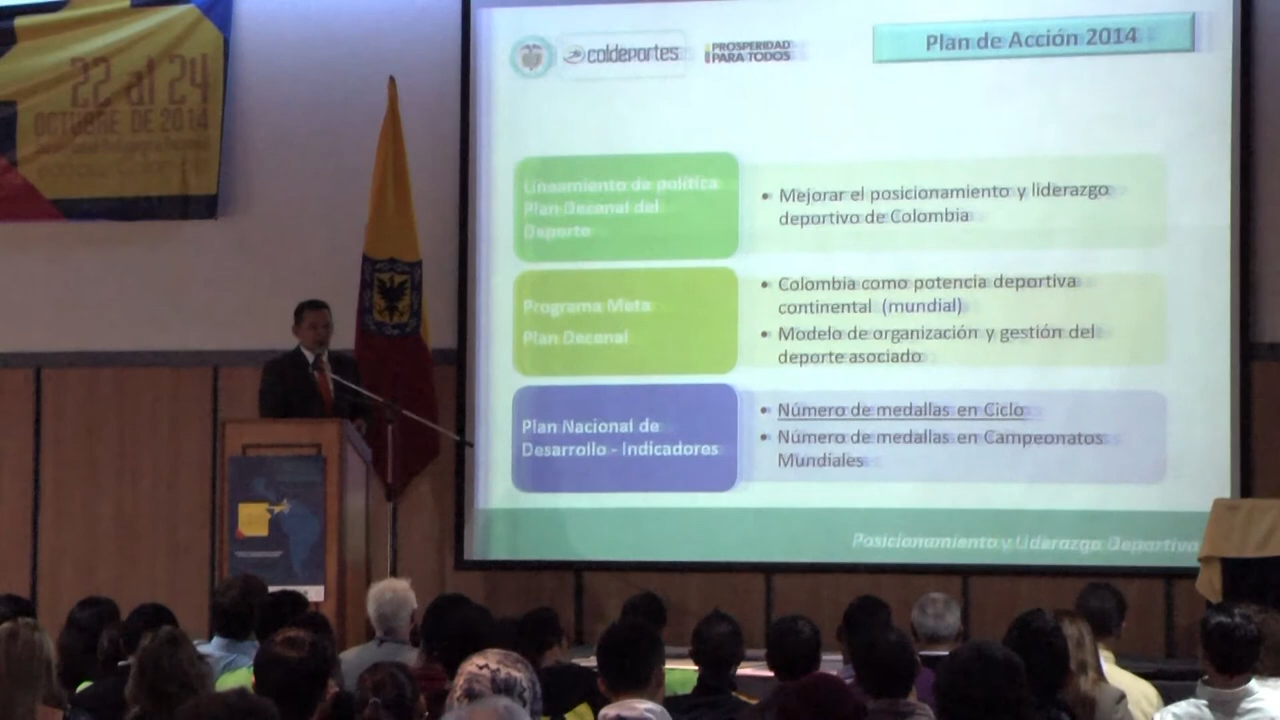 22 al 24
OCTUBRE DE 2014
coldeportes
PROSPERIDAD
PARA TODOS
Plan de Acción 2014
Lineamiento de política
Plan Decenal del
Deporte
• Mejorar el posicionamiento y liderazgo
deportivo de Colombia
Programa Meta
Plan Decenal
• Colombia como potencia deportiva
continental (mundial)
• Modelo de organización y gestión del
deporte asociado
Plan Nacional de
Desarrollo - Indicadores
• Número de medallas en Ciclo
• Número de medallas en Campeonatos
Mundiales
Posicionamiento y Liderazgo Deportivo